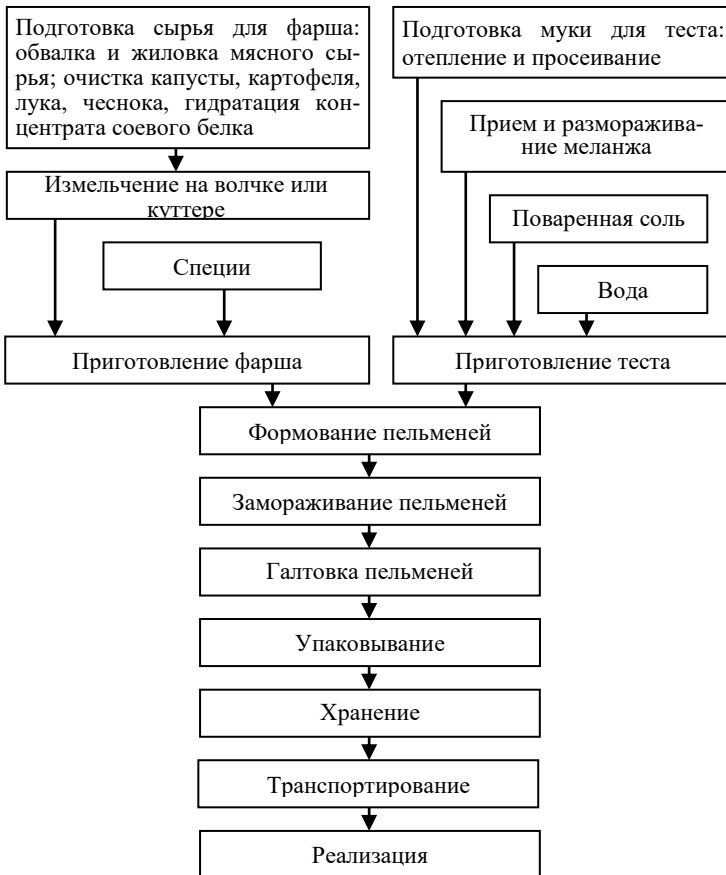 Подготовка сырья для фарша:
обвалка и жиловка мясного сы-
рья; очистка капусты, картофеля,
лука, чеснока, гидратация кон-
центрата соевого белка
Подготовка муки для теста:
отепление и просеивание
Прием и размоražива-
ние меланжа
Измельчение на волчке или
куттере
Поваренная соль
Специи
Вода
Приготовление фарша
Приготовление теста
Формование пельменей
Замораживание пельменей
Галтовка пельменей
Упаковывание
Хранение
Транспортирование
Реализация